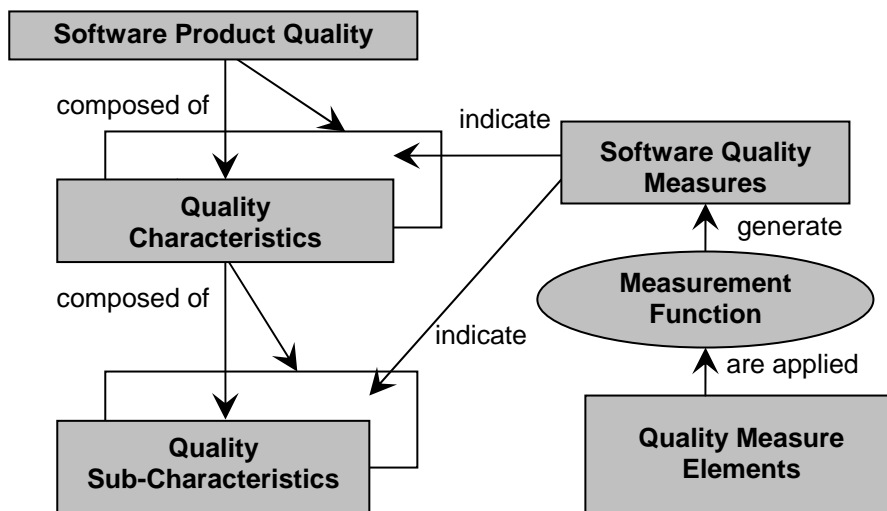 Software Product Quality
composed of
indicate
Software Quality
Measures
Quality
Characteristics
generate
composed of
Measurement
Function
indicate
are applied
Quality
Sub-Characteristics
Quality Measure
Elements